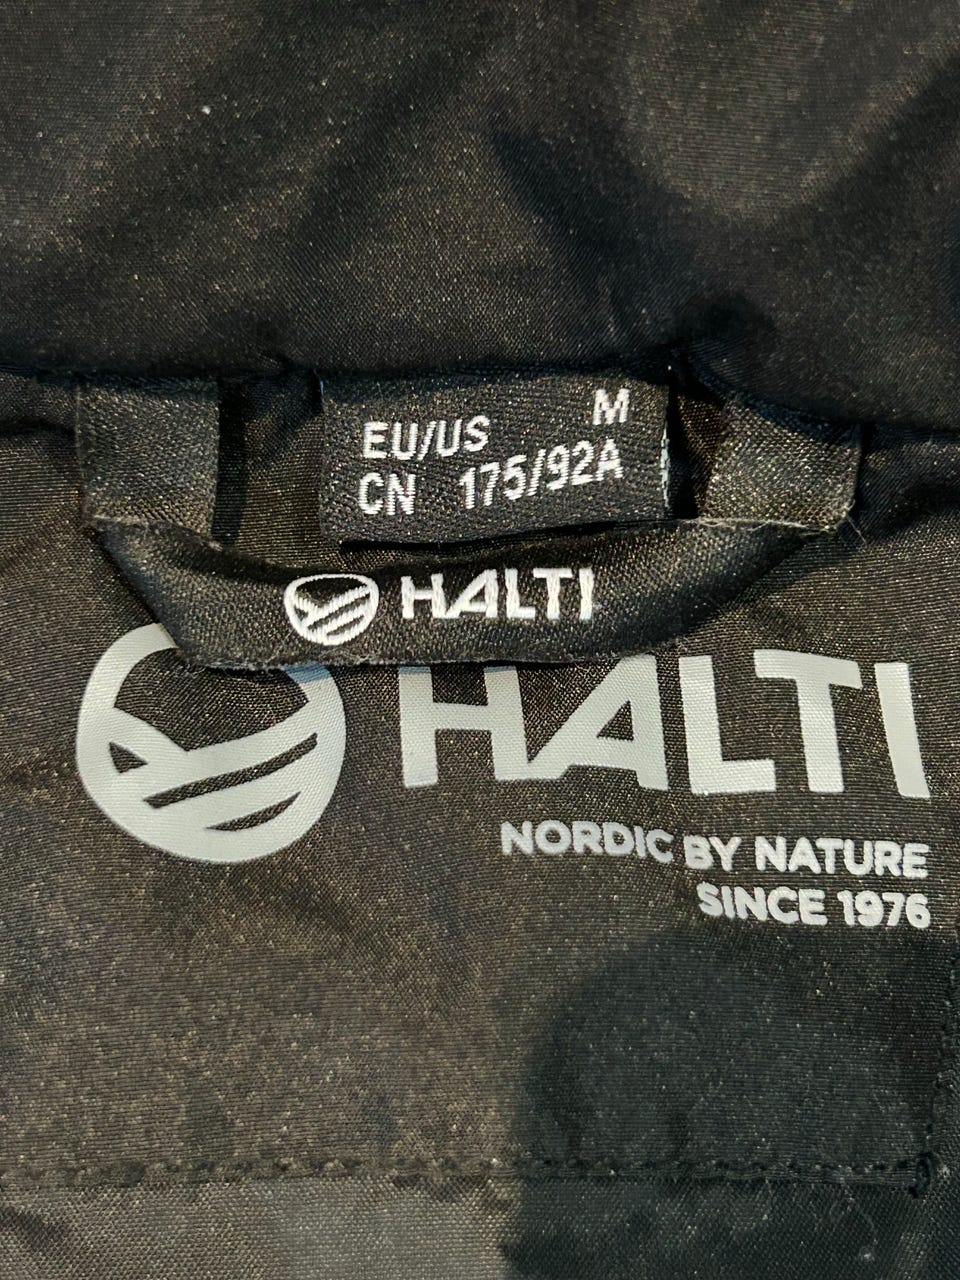 EU/US M
CN 175/92A
HALTI
HALTI
NORDIC BY NATURE
SINCE 1976